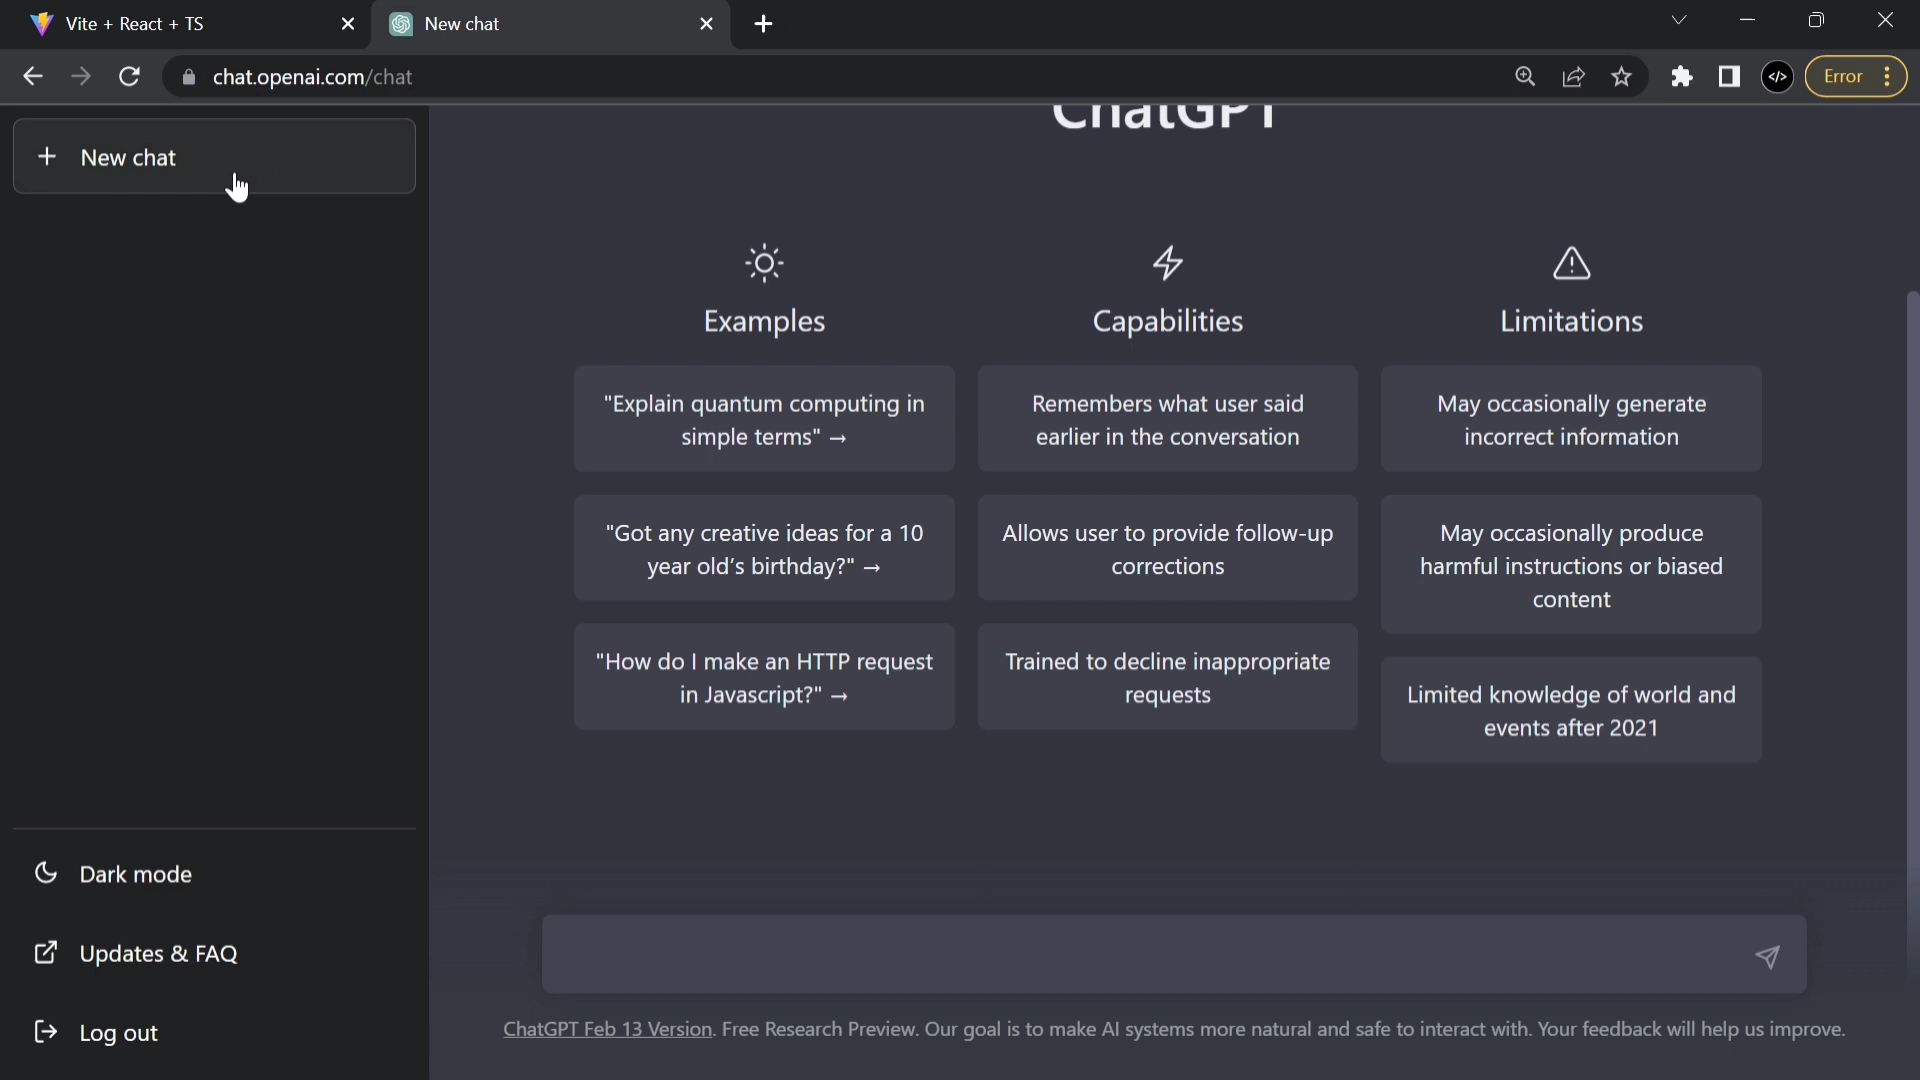 Vite + React + TS
New chat
chat.openai.com/chat
Error
New chat
ChatGPT
Examples
Capabilities
Limitations
"Explain quantum computing in
simple terms" →
Remembers what user said
earlier in the conversation
May occasionally generate
incorrect information
"Got any creative ideas for a 10
year old's birthday?" →
Allows user to provide follow-up
corrections
May occasionally produce
harmful instructions or biased
content
"How do I make an HTTP request
in Javascript?" →
Trained to decline inappropriate
requests
Limited knowledge of world and
events after 2021
Dark mode
Updates & FAQ
Log out
ChatGPT Feb 13 Version. Free Research Preview. Our goal is to make AI systems more natural and safe to interact with. Your feedback will help us improve.